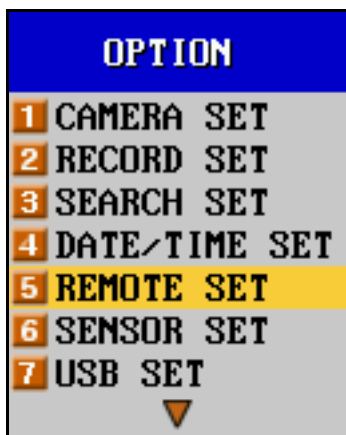 OPTION
1 CAMERA SET
2 RECORD SET
3 SEARCH SET
4 DATE/TIME SET
5 REMOTE SET
6 SENSOR SET
7 USB SET